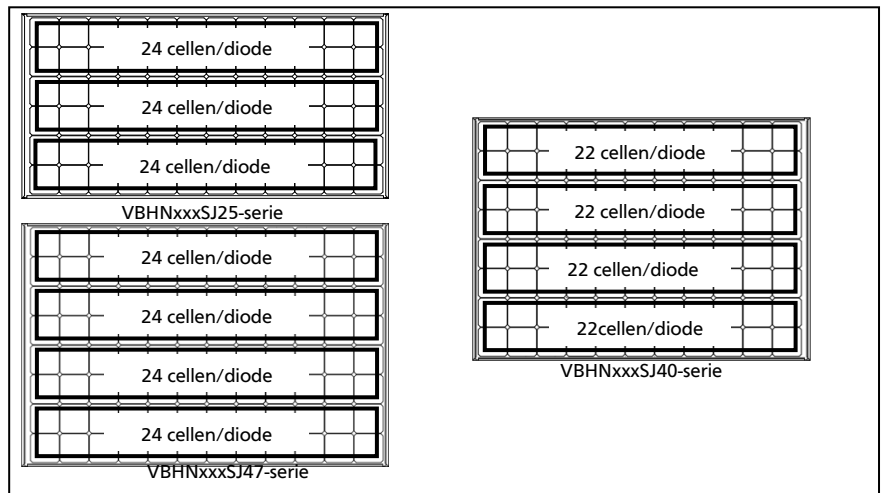 24 cellen/diode
24 cellen/diode
24 cellen/diode
VBHNxxxSJ25-serie
24 cellen/diode
24 cellen/diode
24 cellen/diode
24 cellen/diode
VBHNxxxSJ47-serie
22 cellen/diode
22 cellen/diode
22 cellen/diode
22cellen/diode
VBHNxxxSJ40-serie